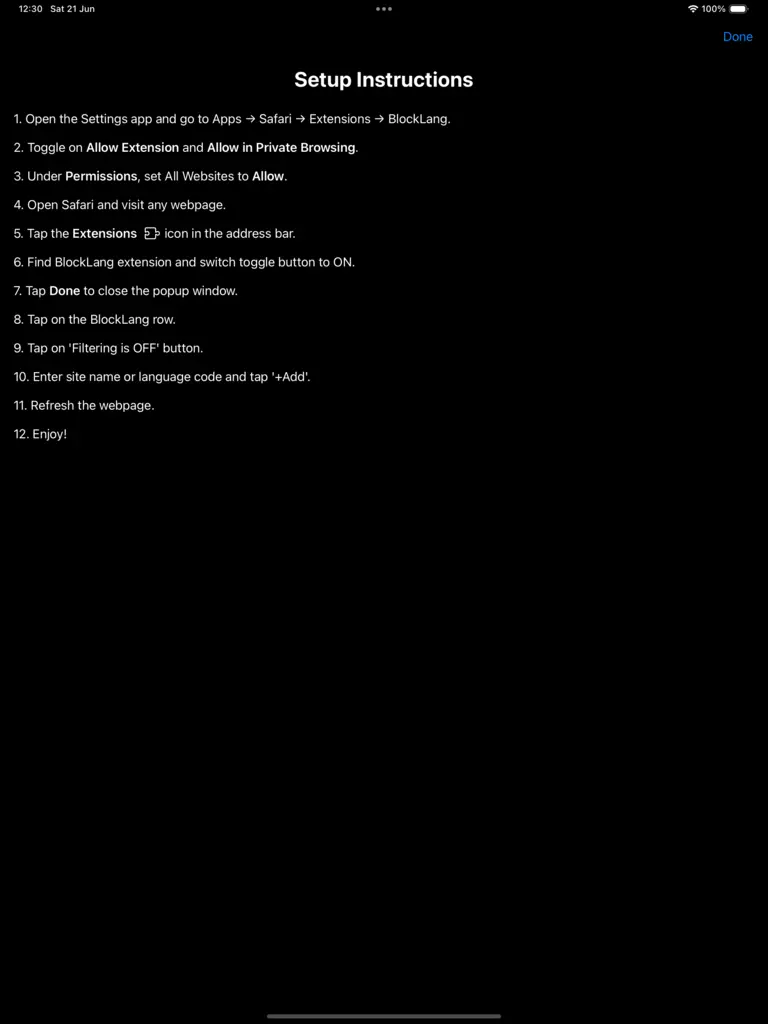 12:30 Sat 21 Jun
100%
Done
Setup Instructions
1. Open the Settings app and go to Apps → Safari → Extensions → BlockLang.
2. Toggle on Allow Extension and Allow in Private Browsing.
3. Under Permissions, set All Websites to Allow.
4. Open Safari and visit any webpage.
5. Tap the Extensions icon in the address bar.
6. Find BlockLang extension and switch toggle button to ON.
7. Tap Done to close the popup window.
8. Tap on the BlockLang row.
9. Tap on 'Filtering is OFF' button.
10. Enter site name or language code and tap '+Add'.
11. Refresh the webpage.
12. Enjoy!